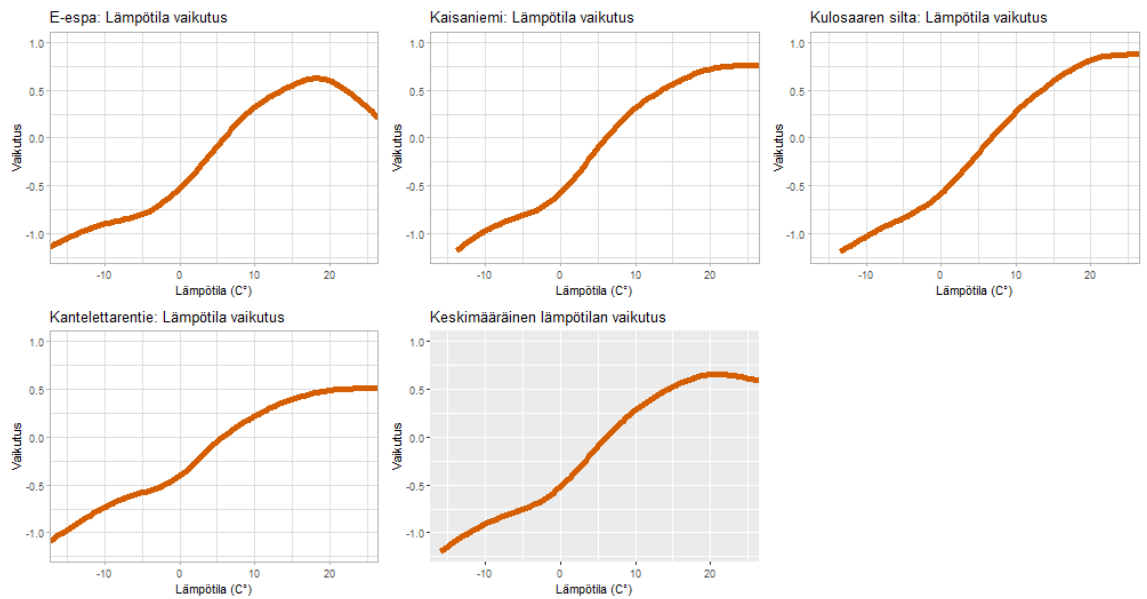 E-espa: Lämpötila vaikutus
Kaisaniemi: Lämpötila vaikutus
Kulosaaren silta: Lämpötila vaikutus
1.0
0.5
0.0
-0.5
-1.0
Vaikutus
-10 0 10 20
Lämpötila (C°)
1.0
0.5
0.0
-0.5
-1.0
Vaikutus
-10 0 10 20
Lämpötila (C°)
1.0
0.5
0.0
-0.5
-1.0
Vaikutus
-10 0 10 20
Lämpötila (C°)
Kantelettarentie: Lämpötila vaikutus
Keskimääräinen lämpötilan vaikutus
1.0
0.5
0.0
-0.5
-1.0
Vaikutus
-10 0 10 20
Lämpötila (C°)
1.0
0.5
0.0
-0.5
-1.0
Vaikutus
-10 0 10 20
Lämpötila (C°)